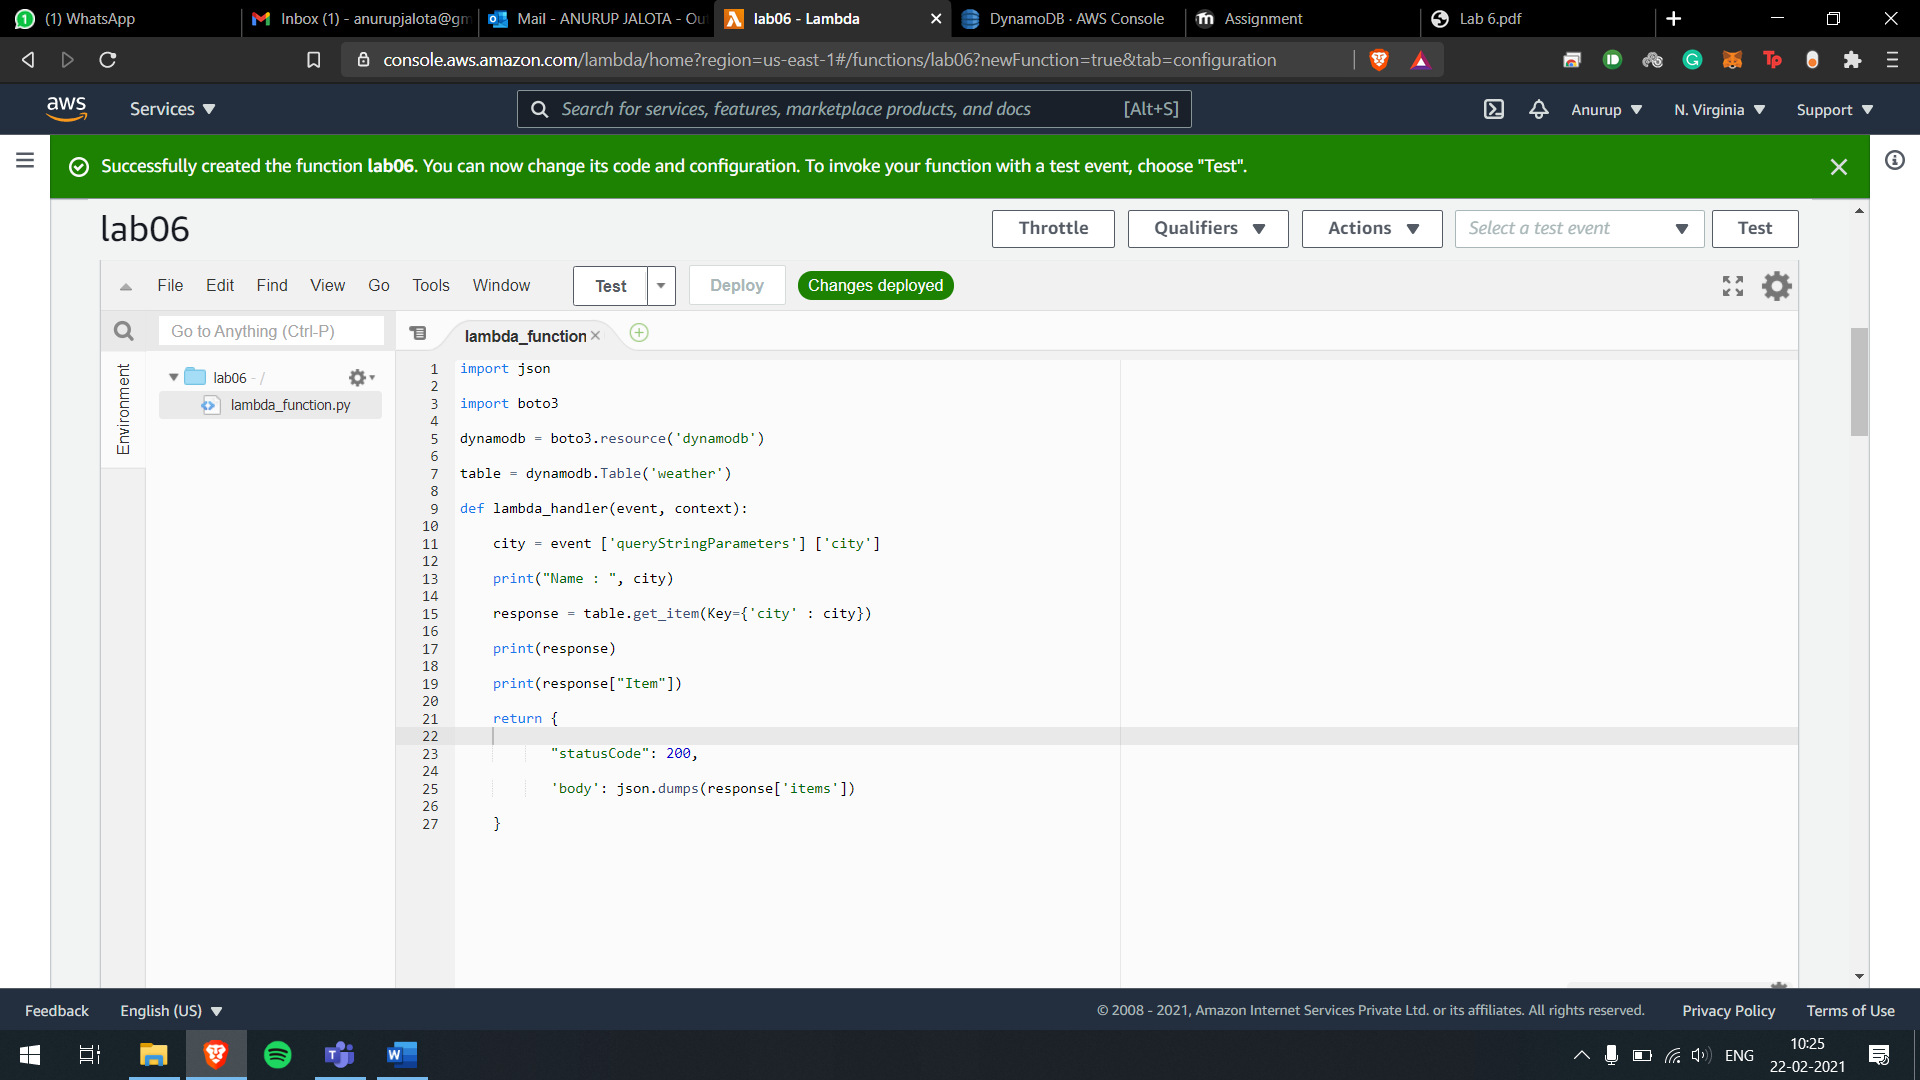 (1) WhatsApp
Inbox (1) - anurupjalota@gm
Mail - ANURUP JALOTA - Ou
lab06 - Lambda
DynamoDB · AWS Console
Assignment
Lab 6.pdf
console.aws.amazon.com/lambda/home?region=us-east-1#/functions/lab06?newFunction=true&tab=configuration
aws
Services
Search for services, features, marketplace products, and docs [Alt+S]
Anurup
N. Virginia
Support
Successfully created the function lab06. You can now change its code and configuration. To invoke your function with a test event, choose "Test".
lab06
Throttle
Qualifiers
Actions
Select a test event
Test
File Edit Find View Go Tools Window
Test
Deploy
Changes deployed
Go to Anything (Ctrl-P)
lambda_function
Environment
lab06 - /
lambda_function.py
1 import json
2
3 import boto3
4
5 dynamodb = boto3.resource('dynamodb')
6
7 table = dynamodb.Table('weather')
8
9 def lambda_handler(event, context):
10
11 city = event ['queryStringParameters'] ['city']
12
13 print("Name : ", city)
14
15 response = table.get_item(Key={'city' : city})
16
17 print(response)
18
19 print(response["Item"])
20
21 return {
22
23 "statusCode": 200,
24
25 'body': json.dumps(response['items'])
26
27 }
Feedback
English (US)
© 2008 - 2021, Amazon Internet Services Private Ltd. or its affiliates. All rights reserved.
Privacy Policy
Terms of Use
ENG
10:25
22-02-2021